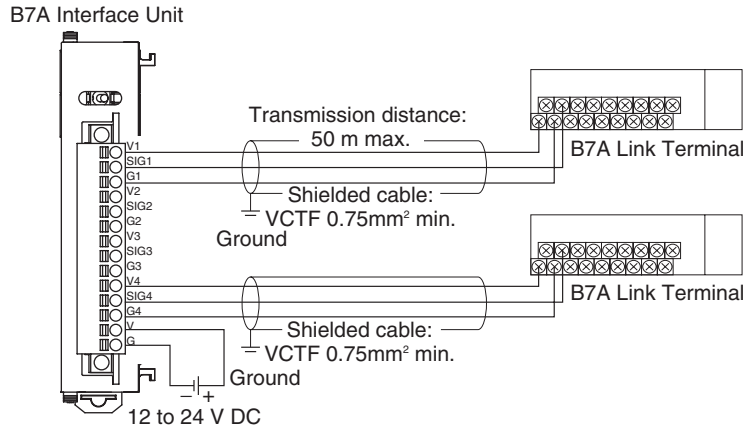 B7A Interface Unit
Transmission distance:
50 m max.
B7A Link Terminal
Shielded cable:
VCTF 0.75mm² min.
Ground
V1
SIG1
G1
V2
SIG2
G2
V3
SIG3
G3
V4
SIG4
G4
V
G
B7A Link Terminal
Shielded cable:
VCTF 0.75mm² min.
Ground
− +
12 to 24 V DC